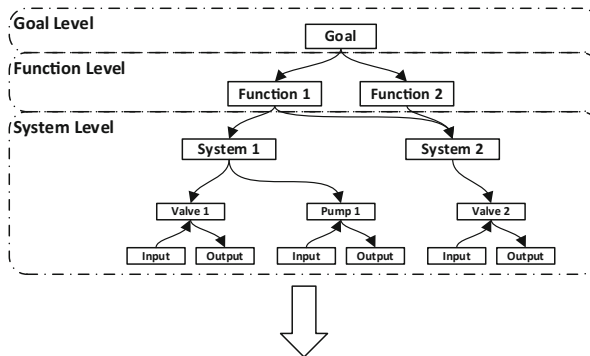 Goal Level
Goal
Function Level
Function 1 Function 2
System Level
System 1 System 2
Valve 1 Pump 1 Valve 2
Input Output Input Output Input Output